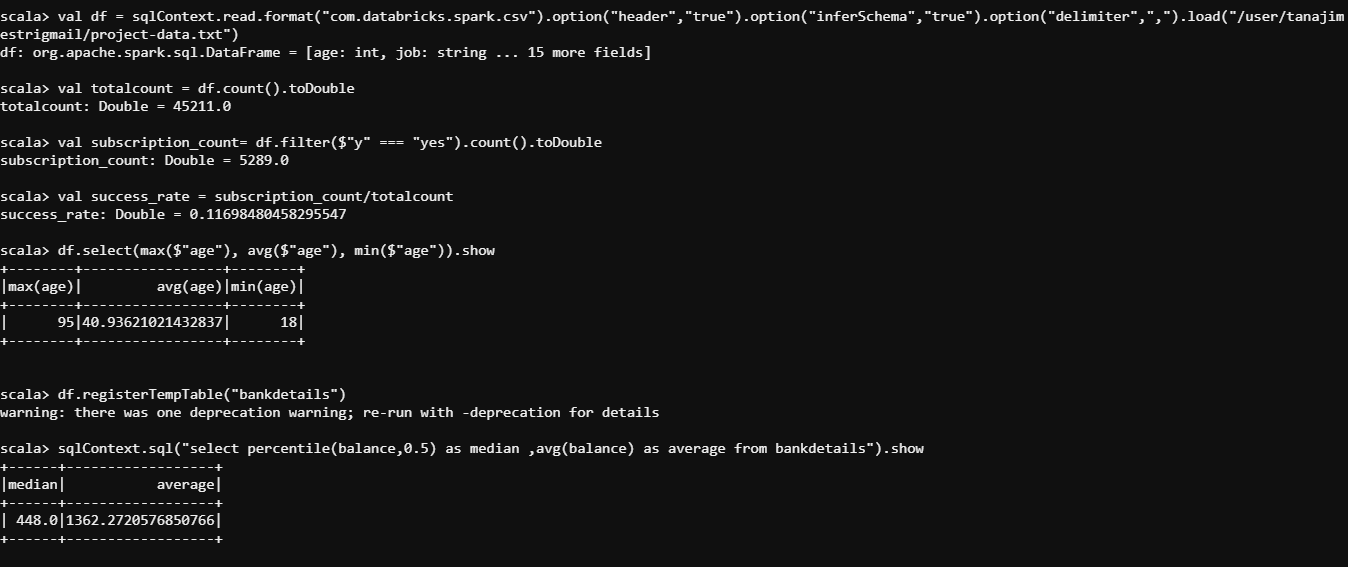 scala> val df = sqlContext.read.format("com.databricks.spark.csv").option("header","true").option("inferSchema","true").option("delimiter",",").load("/user/tanajim
estrigmail/project-data.txt")
df: org.apache.spark.sql.DataFrame = [age: int, job: string ... 15 more fields]
scala> val totalcount = df.count().toDouble
totalcount: Double = 45211.0
scala> val subscription_count= df.filter($"y" === "yes").count().toDouble
subscription_count: Double = 5289.0
scala> val success_rate = subscription_count/totalcount
success_rate: Double = 0.11698480458295547
scala> df.select(max($"age"), avg($"age"), min($"age")).show
+--------+-----------------+--------+
|max(age)|         avg(age)|min(age)|
+--------+-----------------+--------+
|      95|40.93621021432837|      18|
+--------+-----------------+--------+
scala> df.registerTempTable("bankdetails")
warning: there was one deprecation warning; re-run with -deprecation for details
scala> sqlContext.sql("select percentile(balance,0.5) as median ,avg(balance) as average from bankdetails").show
+------+------------------+
|median|           average|
+------+------------------+
| 448.0|1362.2720576850766|
+------+------------------+